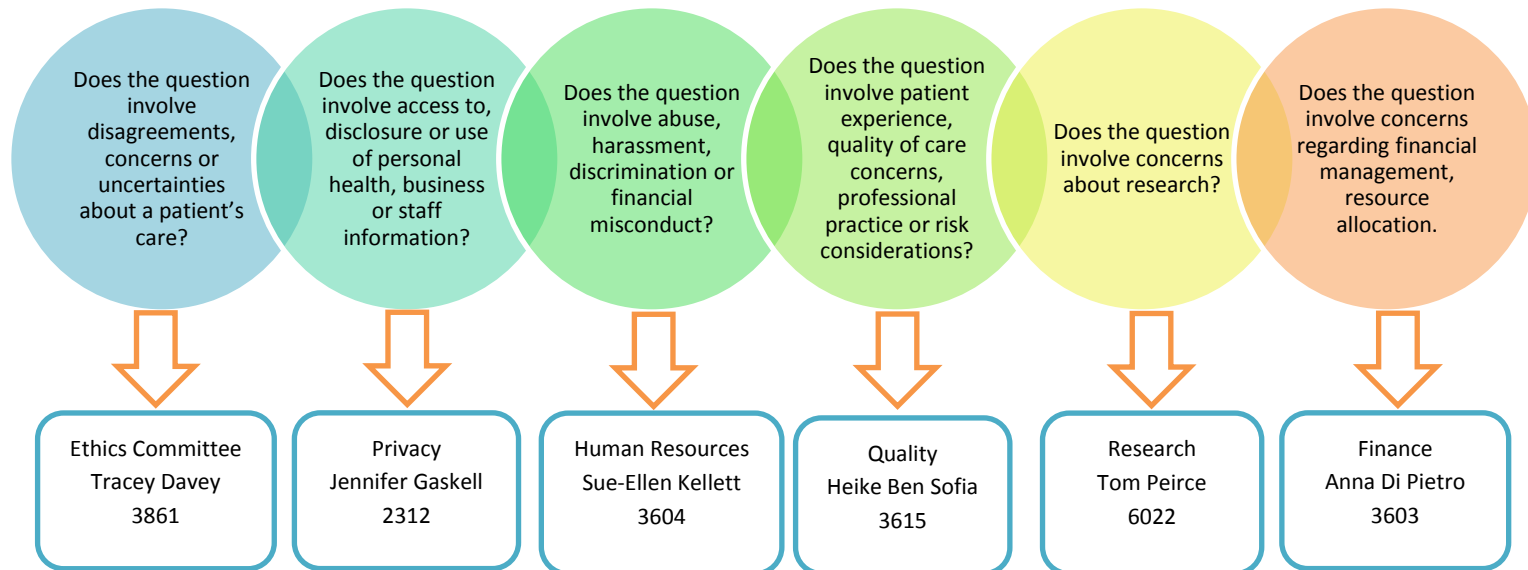 Does the question
involve
disagreements,
concerns or
uncertainties
about a patient's
care?
Does the question
involve access to,
disclosure or use
of personal
health, business
or staff
information?
Does the question
involve abuse,
harassment,
discrimination or
financial
misconduct?
Does the question
involve patient
experience,
quality of care
concerns,
professional
practice or risk
considerations?
Does the question
involve concerns
about research?
Does the question
involve concerns
regarding financial
management,
resource
allocation.
Ethics Committee
Tracey Davey
3861
Privacy
Jennifer Gaskell
2312
Human Resources
Sue-Ellen Kellett
3604
Quality
Heike Ben Sofia
3615
Research
Tom Peirce
6022
Finance
Anna Di Pietro
3603